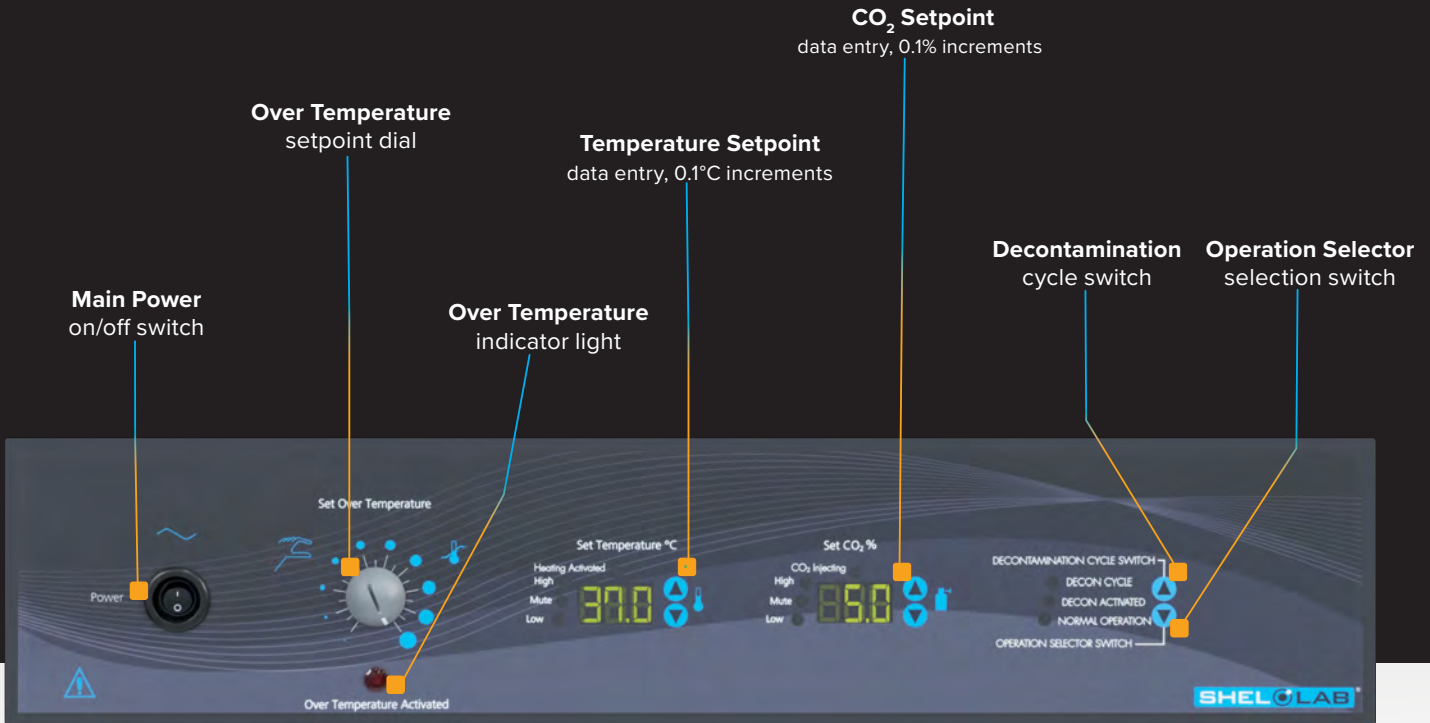 CO₂ Setpoint
data entry, 0.1% increments
Over Temperature
setpoint dial
Temperature Setpoint
data entry, 0.1°C increments
Decontamination
cycle switch
Operation Selector
selection switch
Main Power
on/off switch
Over Temperature
indicator light
Set Over Temperature
Power
I
O
Over Temperature Activated
Set Temperature °C
Heating Activated
High
Mute
Low
37.0
Set CO₂ %
CO₂ Injecting
High
Mute
Low
5.0
DECONTAMINATION CYCLE SWITCH
DECON CYCLE
DECON ACTIVATED
NORMAL OPERATION
OPERATION SELECTOR SWITCH
SHEL LAB